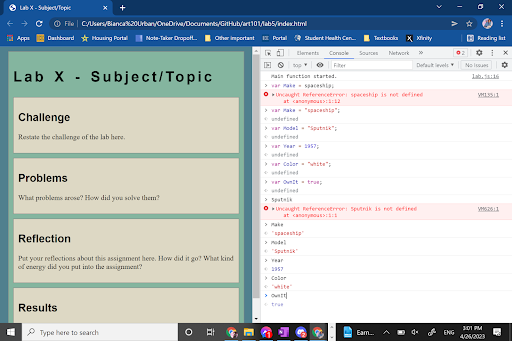 Lab X - Subject/Topic
File
C:/Users/Bianca%20Urban/OneDrive/Documents/GitHub/art101/lab5/index.html
Apps
Dashboard
Housing Portal
Note-Taker Dropoff...
Other important
Portal
Student Health Cen...
Textbooks
Xfinity
Reading list
Lab X - Subject/Topic
Challenge
Restate the challenge of the lab here.
Problems
What problems arose? How did you solve them?
Reflection
Put your reflections about this assignment here. How did it go? What kind
of energy did you put into the assignment?
Results
Elements
Console
Sources
Network
2
top
Filter
Default levels
No Issues
Main function started.
lab.js:16
> var Make = spaceship;
Uncaught ReferenceError: spaceship is not defined
VM135:1
at <anonymous>:1:12
> var Make = "spaceship";
< undefined
> var Model = "Sputnik";
< undefined
> var Year = 1957;
< undefined
> var Color = "white";
< undefined
> var OwnIt = true;
< undefined
> Sputnik
Uncaught ReferenceError: Sputnik is not defined
VM626:1
at <anonymous>:1:1
> Make
< 'spaceship'
> Model
< 'Sputnik'
> Year
< 1957
> Color
< 'white'
> OwnIt
< true
Type here to search
Earn...
ENG
3:01 PM
4/26/2023